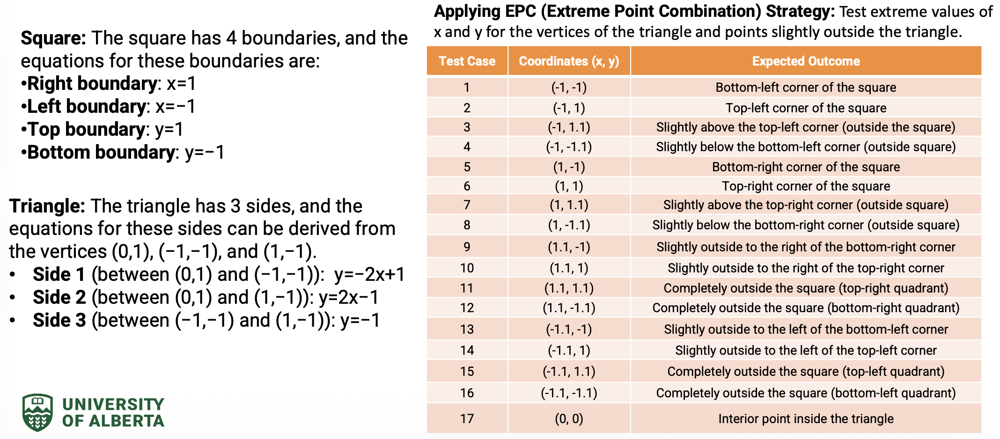 Square: The square has 4 boundaries, and the
equations for these boundaries are:
•Right boundary: x=1
•Left boundary: x=−1
•Top boundary: y=1
•Bottom boundary: y=−1
Triangle: The triangle has 3 sides, and the
equations for these sides can be derived from
the vertices (0,1), (−1,−1), and (1,−1).
• Side 1 (between (0,1) and (−1,−1)): y=−2x+1
• Side 2 (between (0,1) and (1,−1)): y=2x−1
• Side 3 (between (−1,−1) and (1,−1)): y=−1
UNIVERSITY
OF ALBERTA
Applying EPC (Extreme Point Combination) Strategy: Test extreme values of
x and y for the vertices of the triangle and points slightly outside the triangle.
Test Case Coordinates (x, y) Expected Outcome
1 (-1, -1) Bottom-left corner of the square
2 (-1, 1) Top-left corner of the square
3 (-1, 1.1) Slightly above the top-left corner (outside the square)
4 (-1, -1.1) Slightly below the bottom-left corner (outside square)
5 (1, -1) Bottom-right corner of the square
6 (1, 1) Top-right corner of the square
7 (1, 1.1) Slightly above the top-right corner (outside square)
8 (1, -1.1) Slightly below the bottom-right corner (outside square)
9 (1.1, -1) Slightly outside to the right of the bottom-right corner
10 (1.1, 1) Slightly outside to the right of the top-right corner
11 (1.1, 1.1) Completely outside the square (top-right quadrant)
12 (1.1, -1.1) Completely outside the square (bottom-right quadrant)
13 (-1.1, -1) Slightly outside to the left of the bottom-left corner
14 (-1.1, 1) Slightly outside to the left of the top-left corner
15 (-1.1, 1.1) Completely outside the square (top-left quadrant)
16 (-1.1, -1.1) Completely outside the square (bottom-left quadrant)
17 (0, 0) Interior point inside the triangle